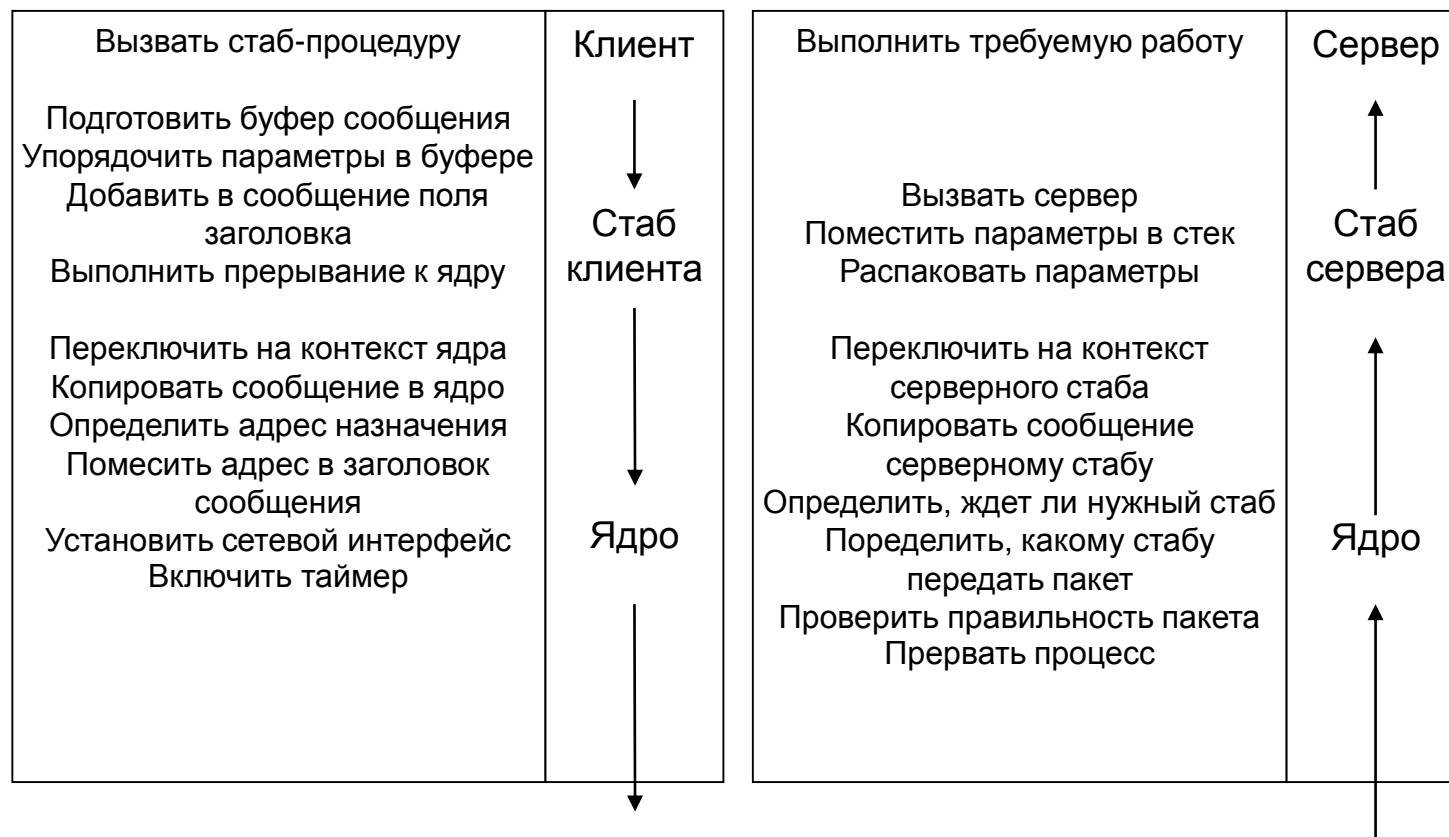 Вызвать стаб-процедуру
Подготовить буфер сообщения
Упорядочить параметры в буфере
Добавить в сообщение поля
заголовка
Выполнить прерывание к ядру
Переключить на контекст ядра
Копировать сообщение в ядро
Определить адрес назначения
Помесить адрес в заголовок
сообщения
Установить сетевой интерфейс
Включить таймер
Клиент
Стаб
клиента
Ядро
Выполнить требуемую работу
Вызвать сервер
Поместить параметры в стек
Распаковать параметры
Переключить на контекст
серверного стаба
Копировать сообщение
серверному стабу
Определить, ждет ли нужный стаб
Поределить, какому стабу
передать пакет
Проверить правильность пакета
Прервать процесс
Сервер
Стаб
сервера
Ядро